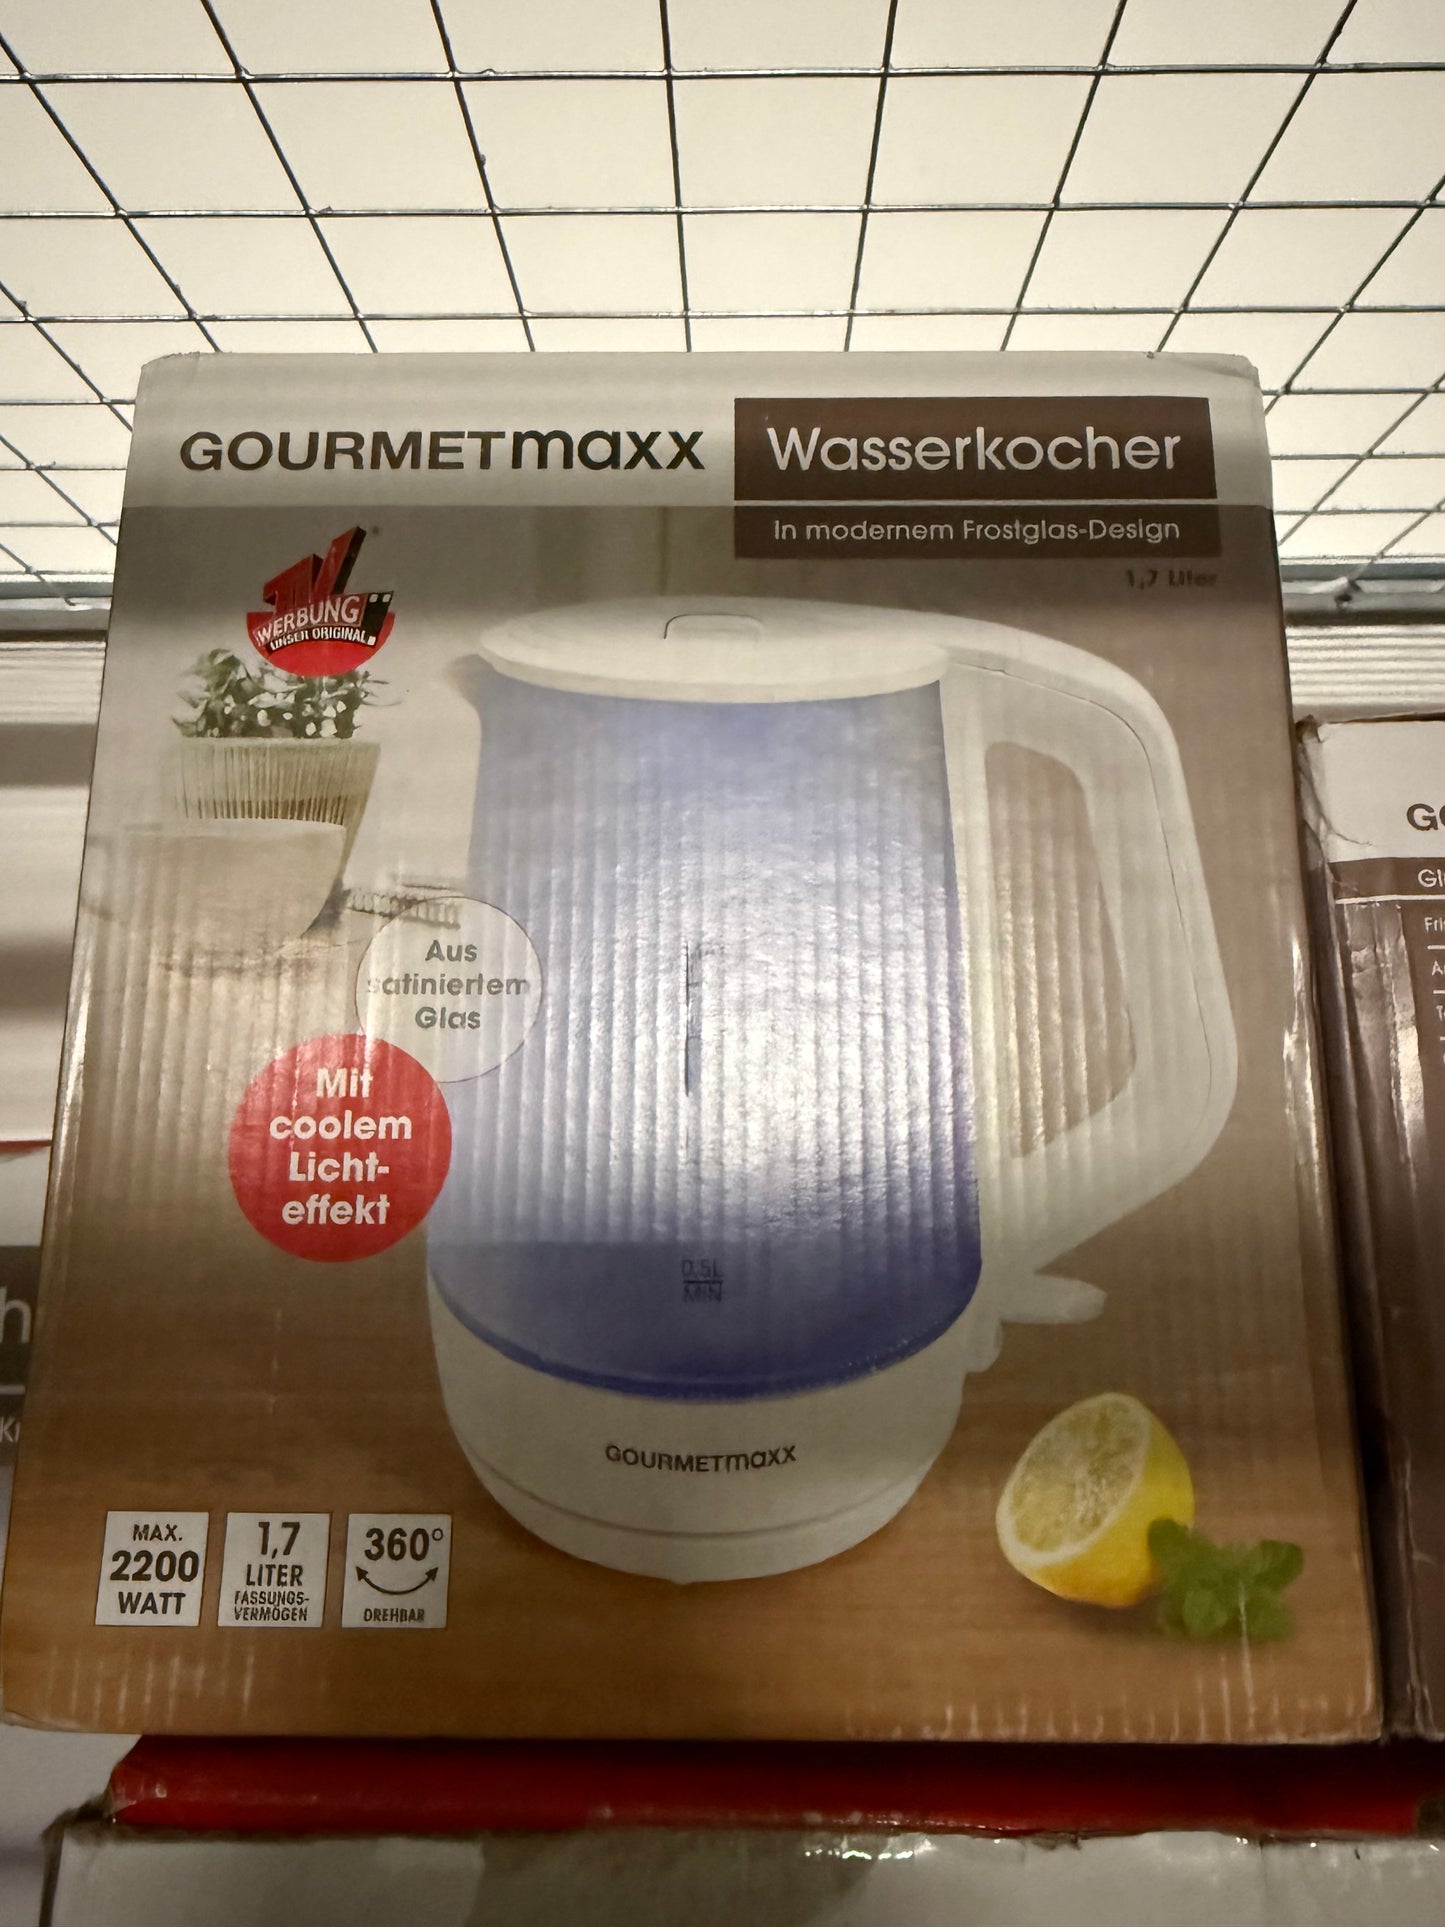 GOURMETmaxx
Wasserkocher
In modernem Frostglas-Design
1,7 Liter
TV
WERBUNG
UNSER ORIGINAL
Aus
satiniertem
Glas
Mit
coolem
Licht-
effekt
0,5L
MIN
GOURMETmaxx
MAX.
2200
WATT
1,7
LITER
FASSUNGS-
VERMÖGEN
360°
DREHBAR